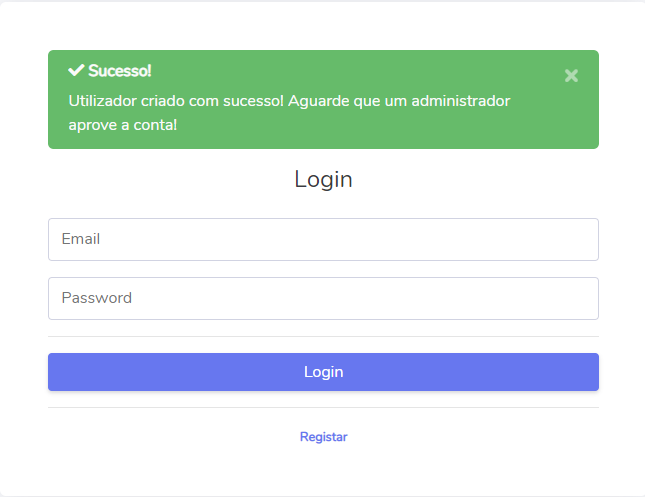 Sucesso!
Utilizador criado com sucesso! Aguarde que um administrador
aprove a conta!
Login
Email
Password
Login
Registar